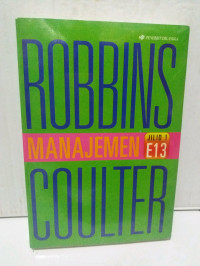 ROBBINS
MANAJEMEN
JILID 1
E13
COULTER